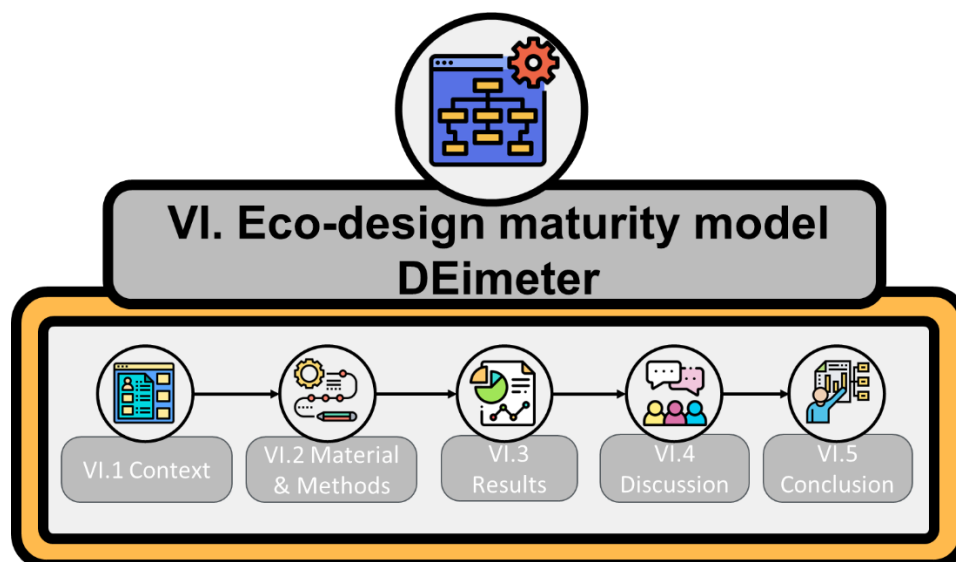 VI. Eco-design maturity model
DEimeter
VI.1 Context
VI.2 Material
& Methods
VI.3
Results
VI.4
Discussion
VI.5
Conclusion